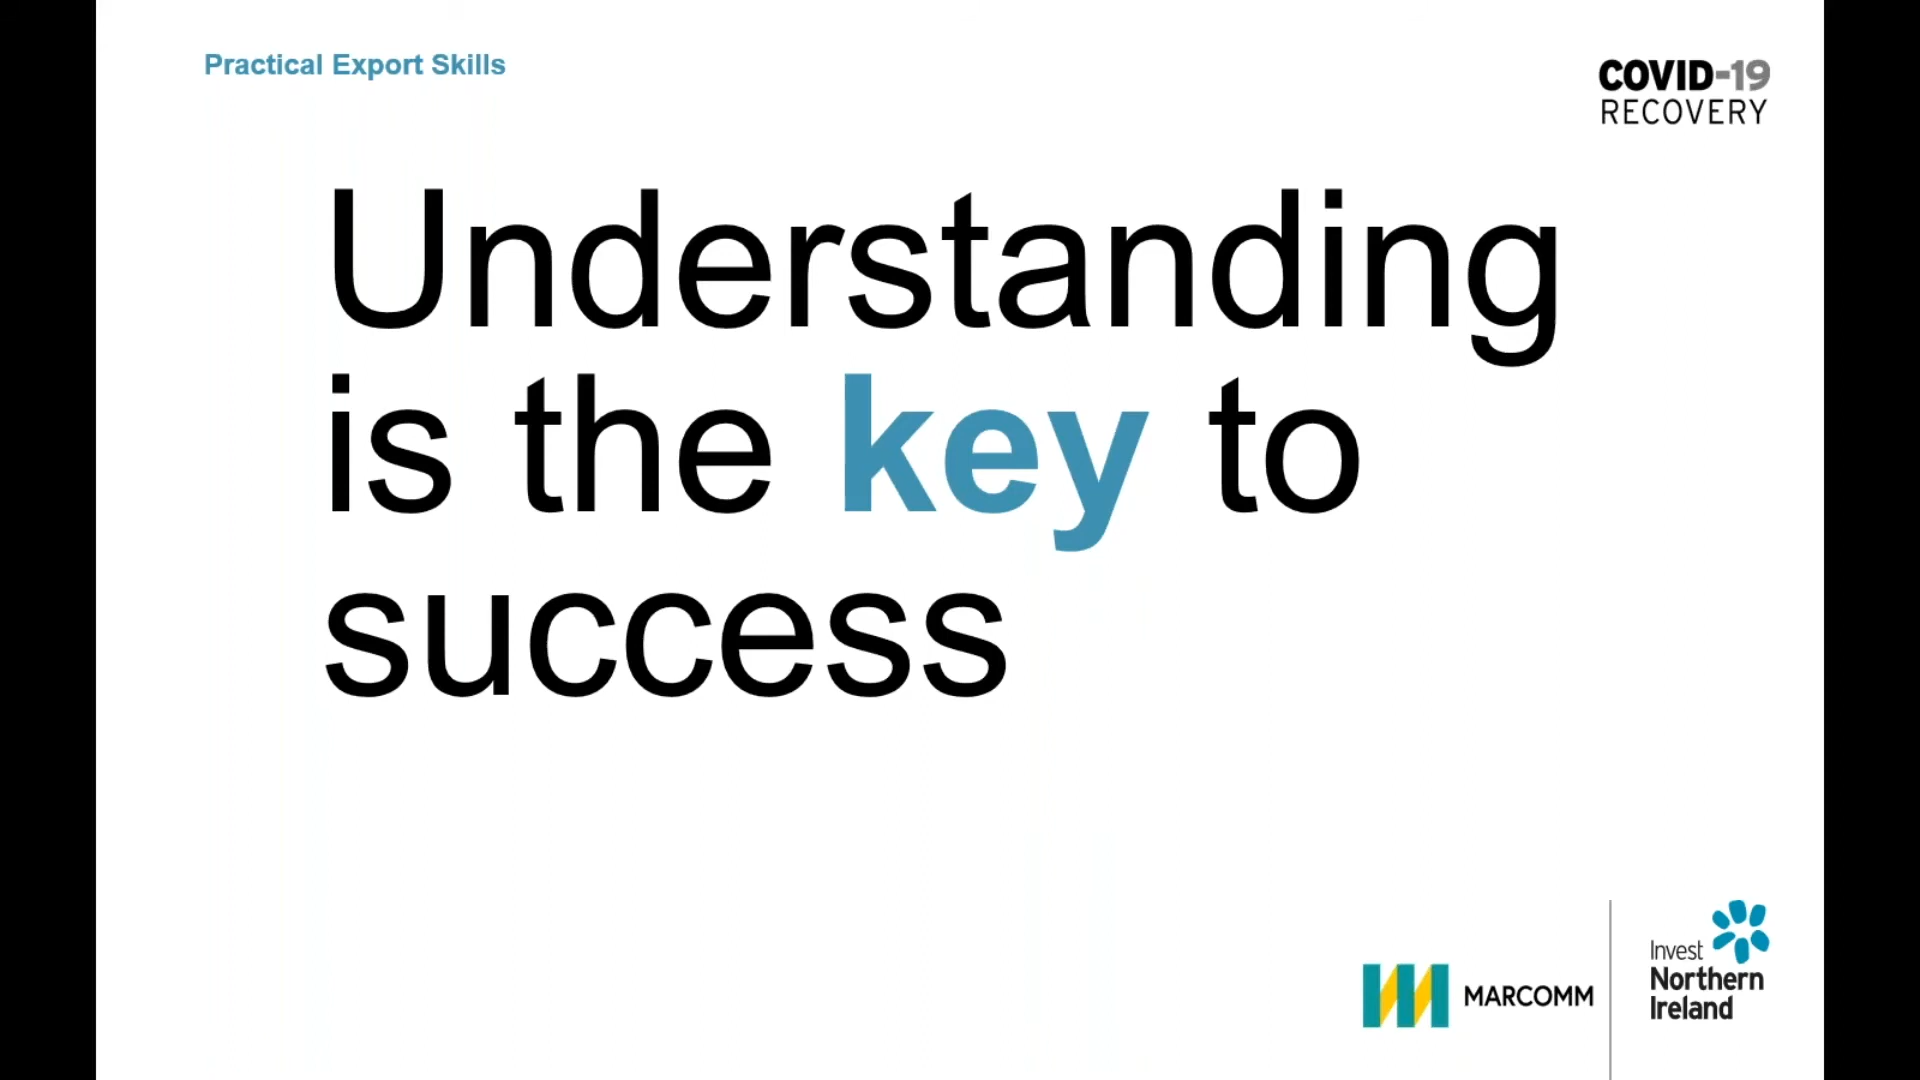 Practical Export Skills
COVID-19
RECOVERY
Understanding
is the key to
success
MARCOMM
Invest
Northern
Ireland